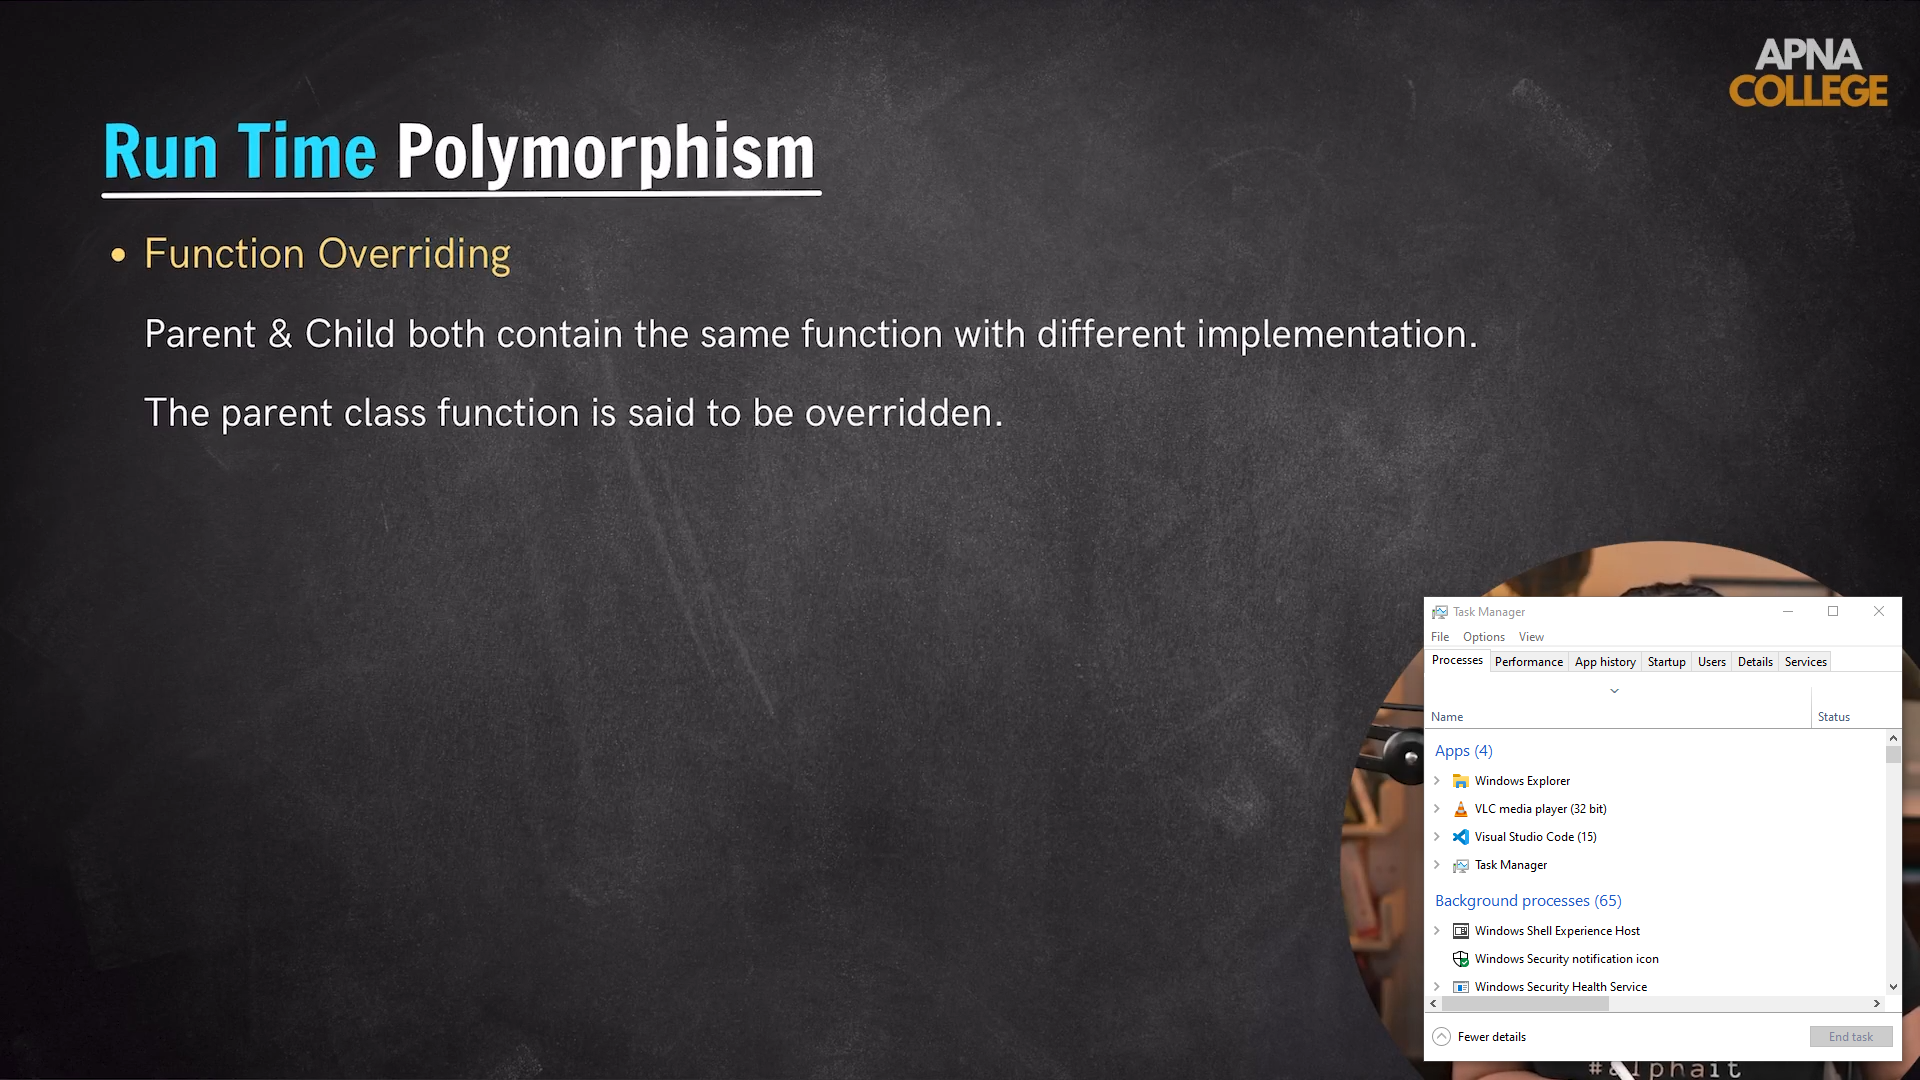 APNA
COLLEGE
Run Time Polymorphism
• Function Overriding
Parent & Child both contain the same function with different implementation.
The parent class function is said to be overridden.
Task Manager
File Options View
Processes Performance App history Startup Users Details Services
Name Status
Apps (4)
Windows Explorer
VLC media player (32 bit)
Visual Studio Code (15)
Task Manager
Background processes (65)
Windows Shell Experience Host
Windows Security notification icon
Windows Security Health Service
Fewer details End task